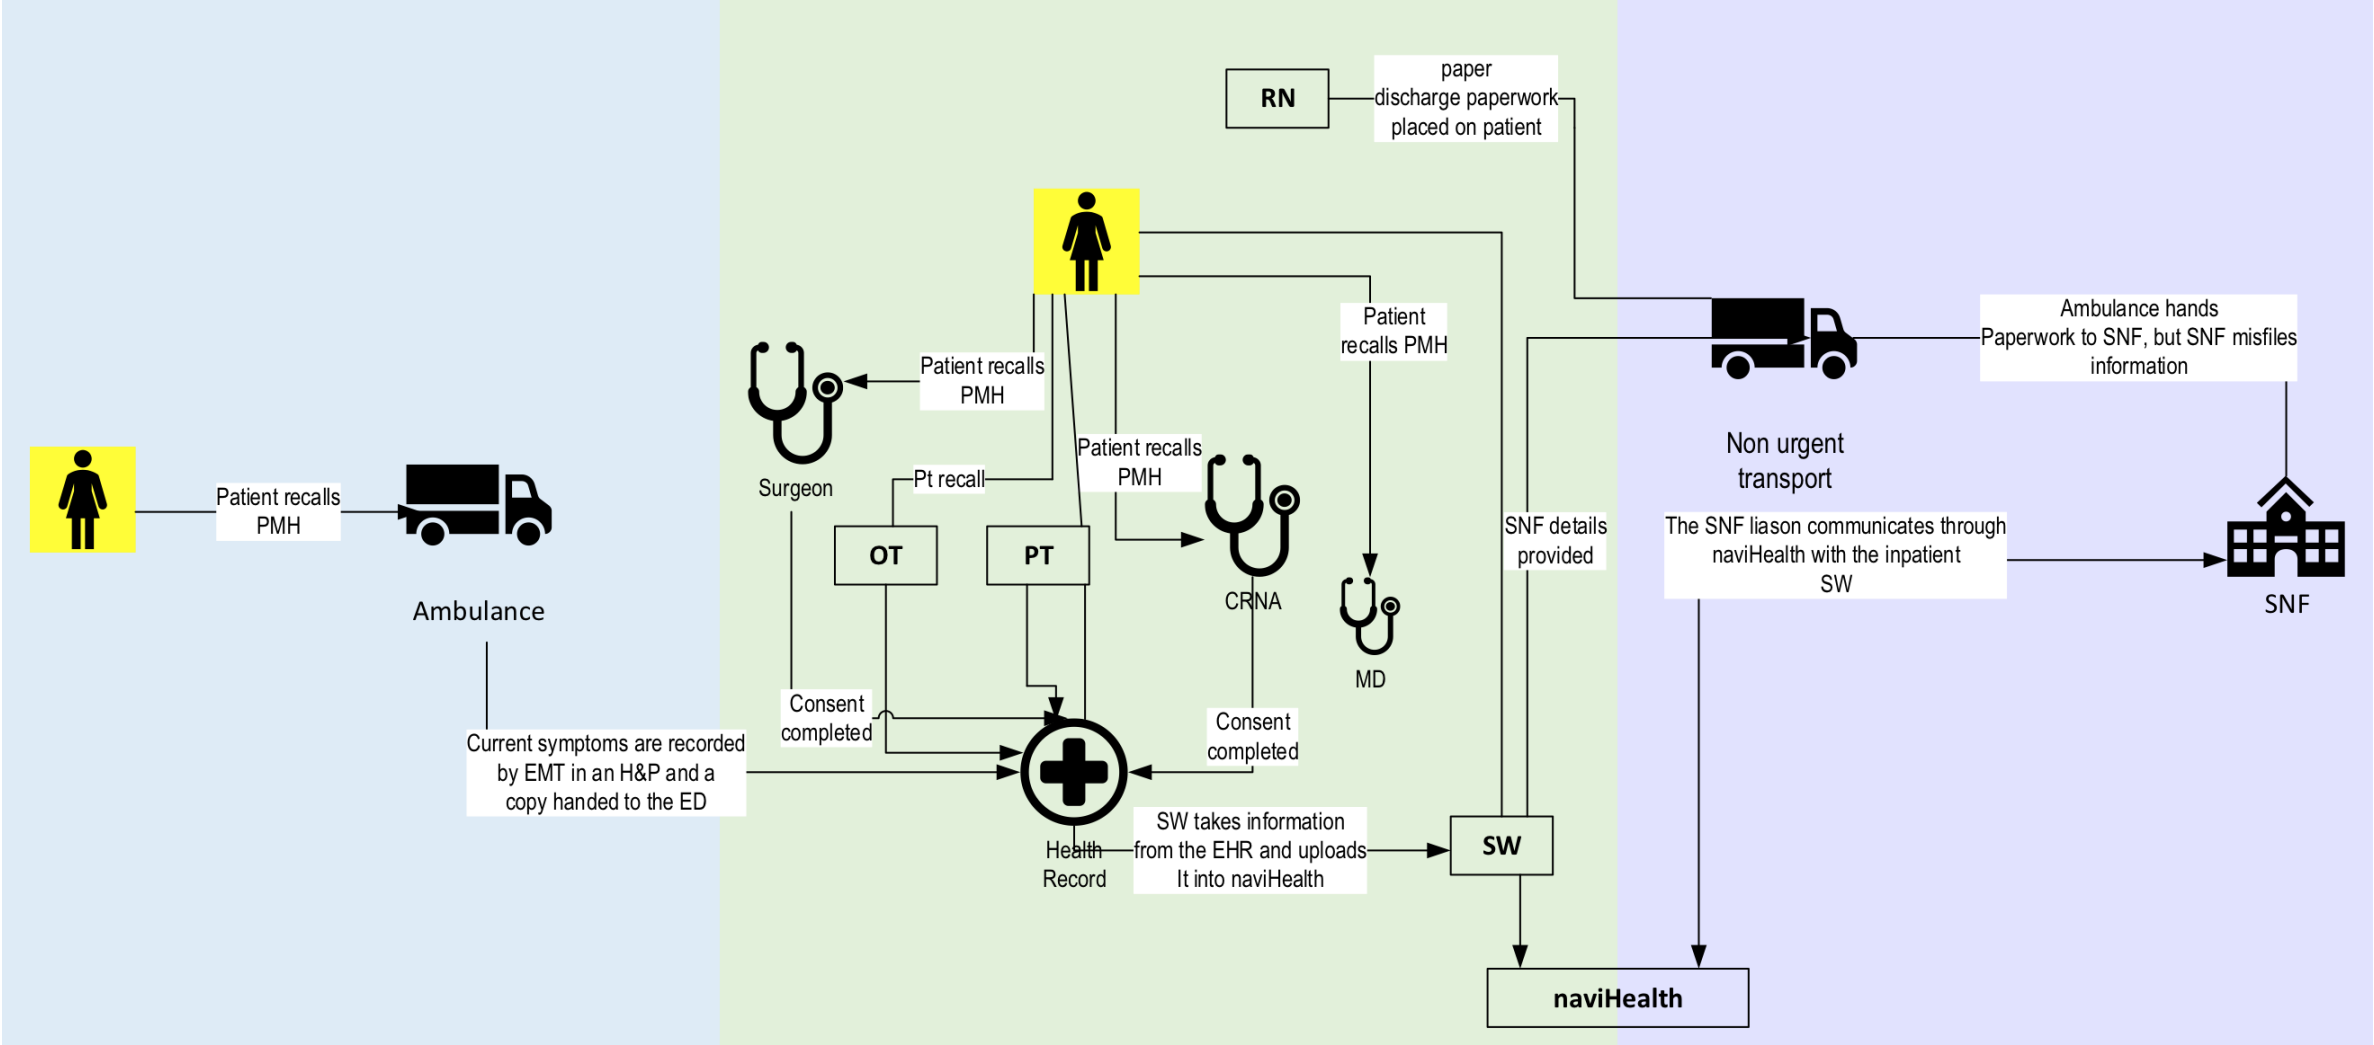 paper
discharge paperwork
placed on patient
RN
Patient
recalls PMH
Ambulance hands
Paperwork to SNF, but SNF misfiles
information
Patient recalls
PMH
Patient recalls
PMH
Pt recall
Surgeon
Non urgent
transport
Patient recalls
PMH
OT
PT
SNF details
provided
The SNF liason communicates through
naviHealth with the inpatient
SW
CRNA
SNF
Ambulance
MD
Consent
completed
Consent
completed
Current symptoms are recorded
by EMT in an H&P and a
copy handed to the ED
Health
Record
SW takes information
from the EHR and uploads
It into naviHealth
SW
naviHealth